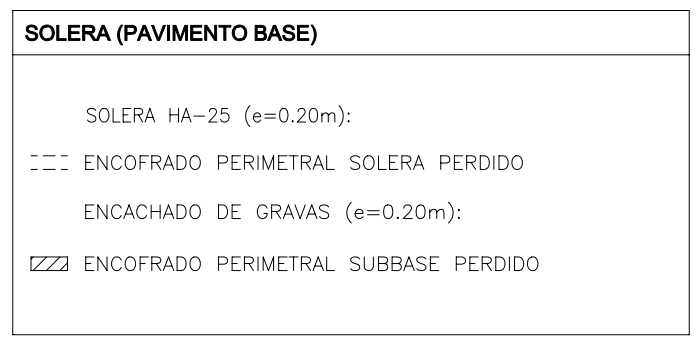 SOLERA (PAVIMENTO BASE)
SOLERA HA-25 (e=0.20m):
ENCOFRADO PERIMETRAL SOLERA PERDIDO
ENCACHADO DE GRAVAS (e=0.20m):
ENCOFRADO PERIMETRAL SUBBASE PERDIDO